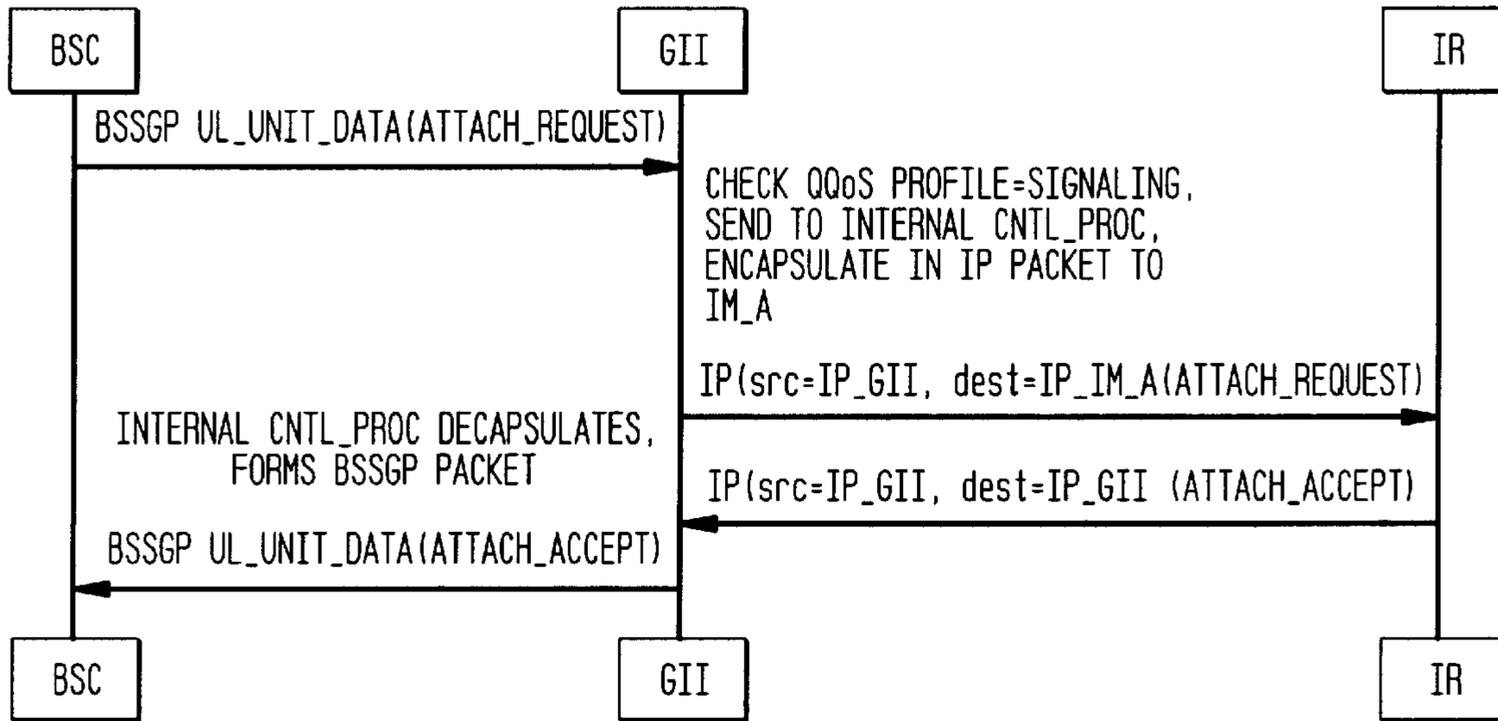 BSC
GII
IR
BSSGP UL_UNIT_DATA(ATTACH_REQUEST)
CHECK QQoS PROFILE=SIGNALING,
SEND TO INTERNAL CNTL_PROC,
ENCAPSULATE IN IP PACKET TO
IM_A
IP(src=IP_GII, dest=IP_IM_A(ATTACH_REQUEST)
INTERNAL CNTL_PROC DECAPSULATES,
FORMS BSSGP PACKET
IP(src=IP_GII, dest=IP_GII (ATTACH_ACCEPT)
BSSGP UL_UNIT_DATA(ATTACH_ACCEPT)
BSC
GII
IR